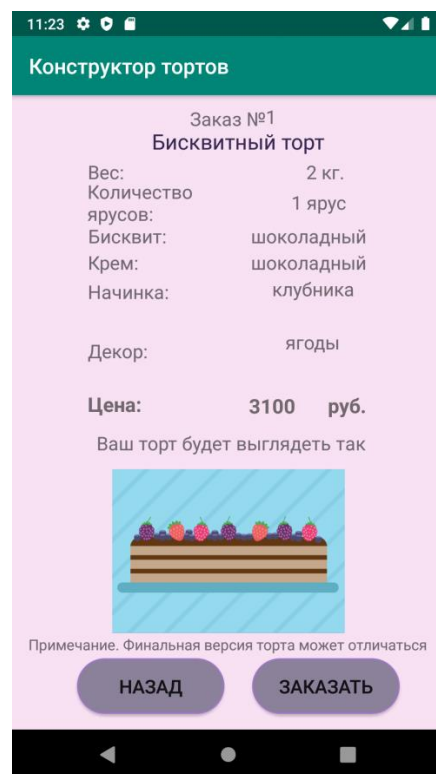 11:23
Конструктор тортов
Заказ №1
Бисквитный торт
Вес: 2 кг.
Количество
ярусов: 1 ярус
Бисквит: шоколадный
Крем: шоколадный
Начинка: клубника
Декор: ягоды
Цена: 3100 руб.
Ваш торт будет выглядеть так
Примечание. Финальная версия торта может отличаться
НАЗАД ЗАКАЗАТЬ